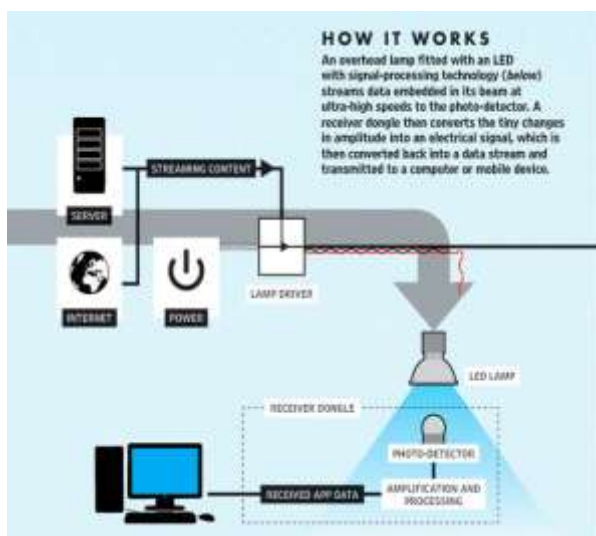 HOW IT WORKS
An overhead lamp fitted with an LED
with signal-processing technology (below)
streams data embedded in its beam at
ultra-high speeds to the photo-detector. A
receiver dongle then converts the tiny changes
in amplitude into an electrical signal, which is
then converted back into a data stream and
transmitted to a computer or mobile device.
STREAMING CONTENT
SERVER
INTERNET
POWER
LAMP DRIVER
LED LAMP
RECEIVER DONGLE
PHOTO-DETECTOR
RECEIVED APP DATA
AMPLIFICATION AND
PROCESSING